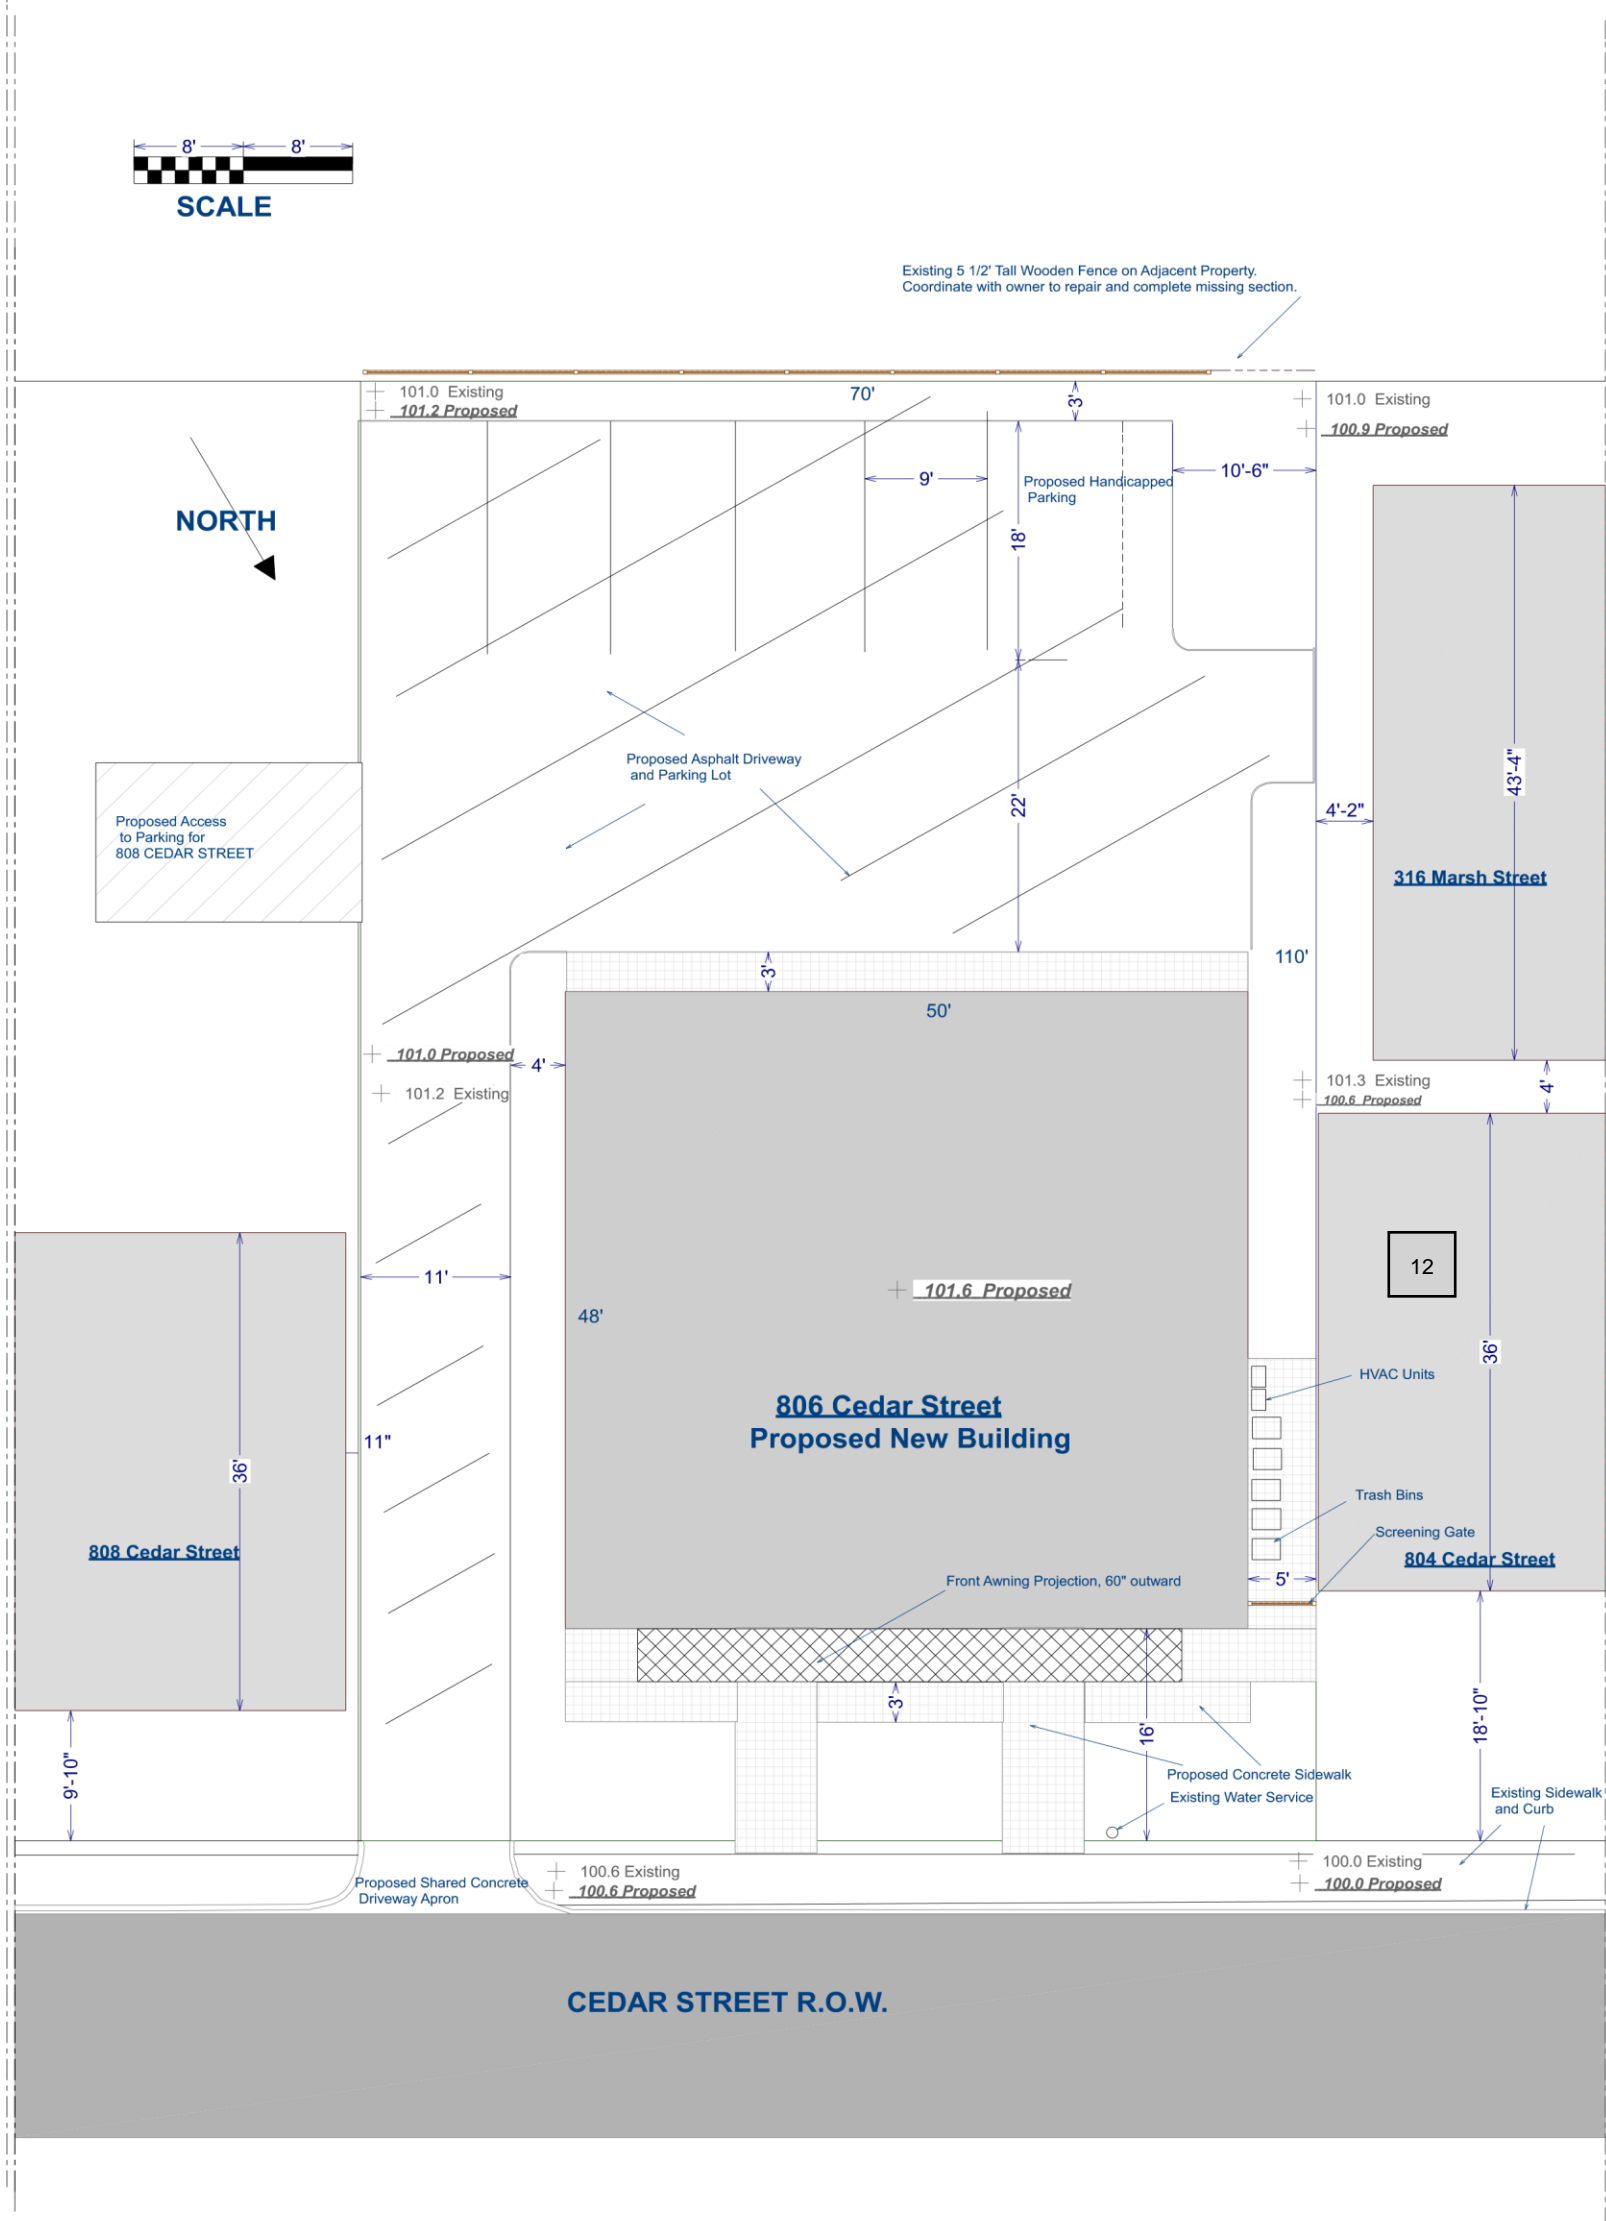 8'
8'
SCALE
Existing 5 1/2' Tall Wooden Fence on Adjacent Property.
Coordinate with owner to repair and complete missing section.
101.0 Existing
101.2 Proposed
70'
3'
101.0 Existing
100.9 Proposed
9'
Proposed Handicapped
Parking
10'-6"
18'
NORTH
Proposed Asphalt Driveway
and Parking Lot
22'
43'-4"
4'-2"
Proposed Access
to Parking for
808 CEDAR STREET
316 Marsh Street
110'
3'
50'
101.0 Proposed
4'
101.2 Existing
101.3 Existing
100.6 Proposed
4'
12
11'
101.6 Proposed
48'
36'
HVAC Units
806 Cedar Street
Proposed New Building
11"
36'
Trash Bins
Screening Gate
808 Cedar Street
804 Cedar Street
Front Awning Projection, 60" outward
5'
3'
16'
18'-10"
9'-10"
Proposed Concrete Sidewalk
Existing Water Service
Existing Sidewalk
and Curb
100.6 Existing
100.6 Proposed
100.0 Existing
100.0 Proposed
Proposed Shared Concrete
Driveway Apron
CEDAR STREET R.O.W.